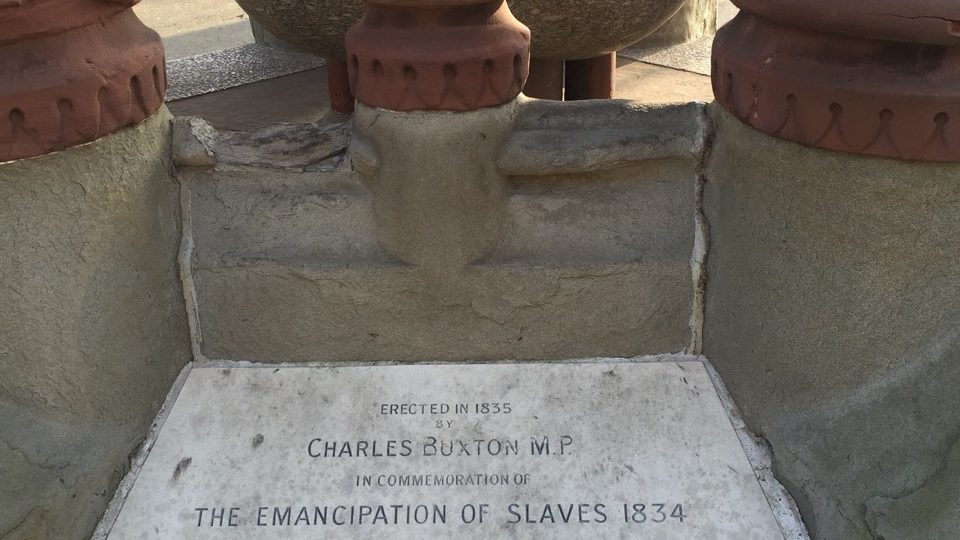 ERECTED IN 1835
BY
CHARLES BUXTON M.P.
IN COMMEMORATION OF
THE EMANCIPATION OF SLAVES 1834